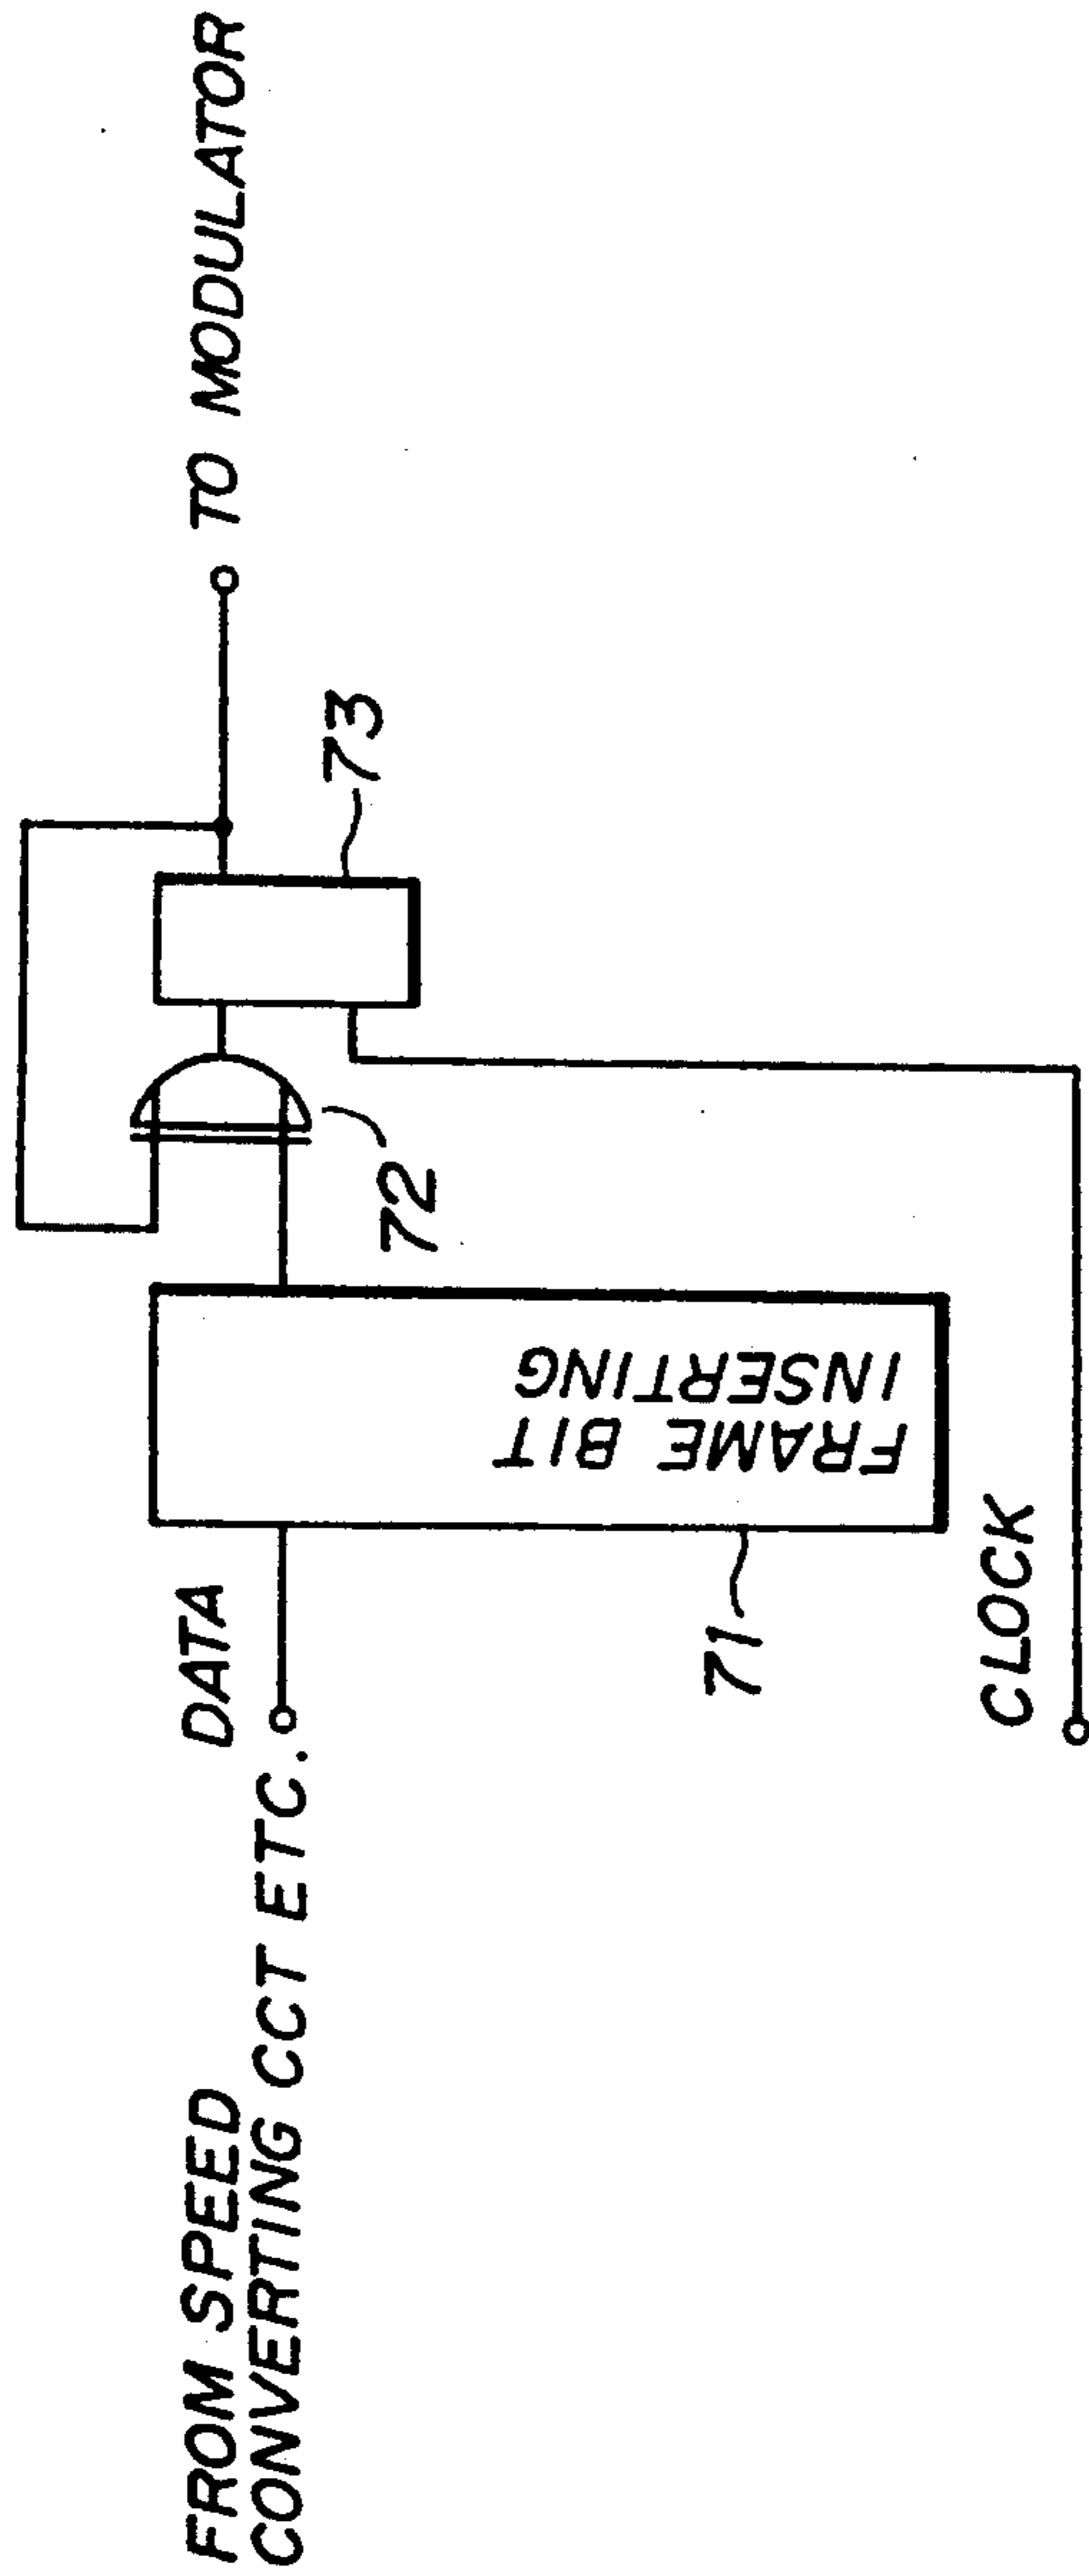 FROM SPEED
CONVERTING CCT ETC.
DATA
71
FRAME BIT
INSERTING
CLOCK
72
73
TO MODULATOR